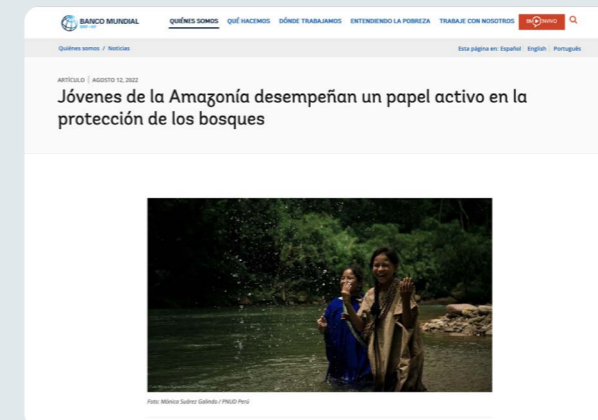 BANCO MUNDIAL
QUIÉNES SOMOS QUÉ HACEMOS DÓNDE TRABAJAMOS ENTENDIENDO LA POBREZA TRABAJE CON NOSOTROS EN VIVO
Quiénes somos / Noticias
Esta página en: Español English Português
ARTÍCULO | AGOSTO 12, 2022
Jóvenes de la Amazonía desempeñan un papel activo en la
protección de los bosques
Foto: Mónica Suárez Galindo / PNUD Perú